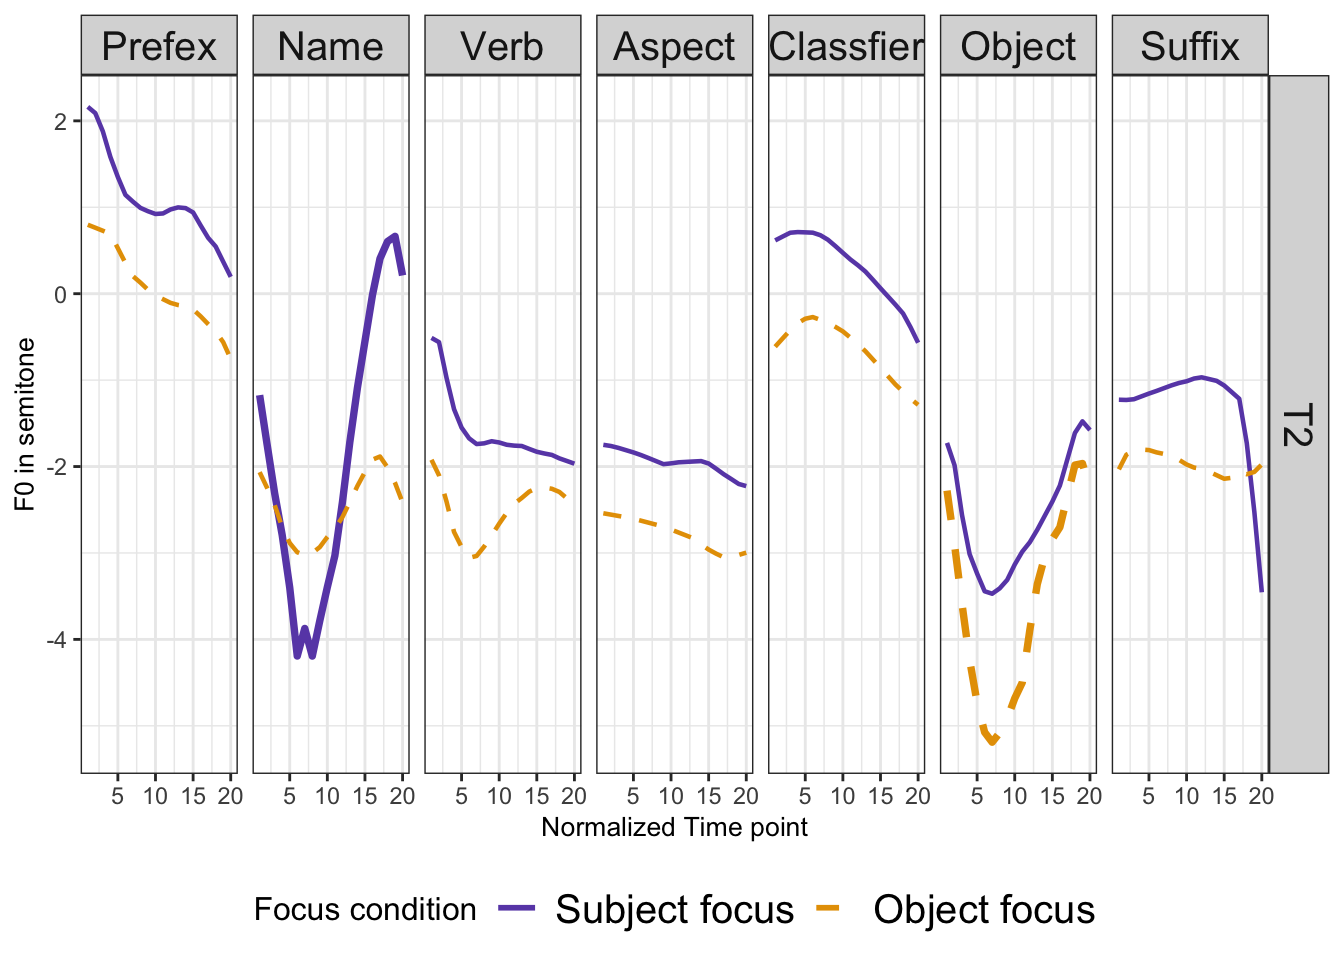 Prefex Name Verb Aspect Classfier Object Suffix
T2
F0 in semitone
2
0
-2
-4
5 10 15 20 5 10 15 20 5 10 15 20 5 10 15 20 5 10 15 20 5 10 15 20 5 10 15 20
Normalized Time point
Focus condition Subject focus Object focus